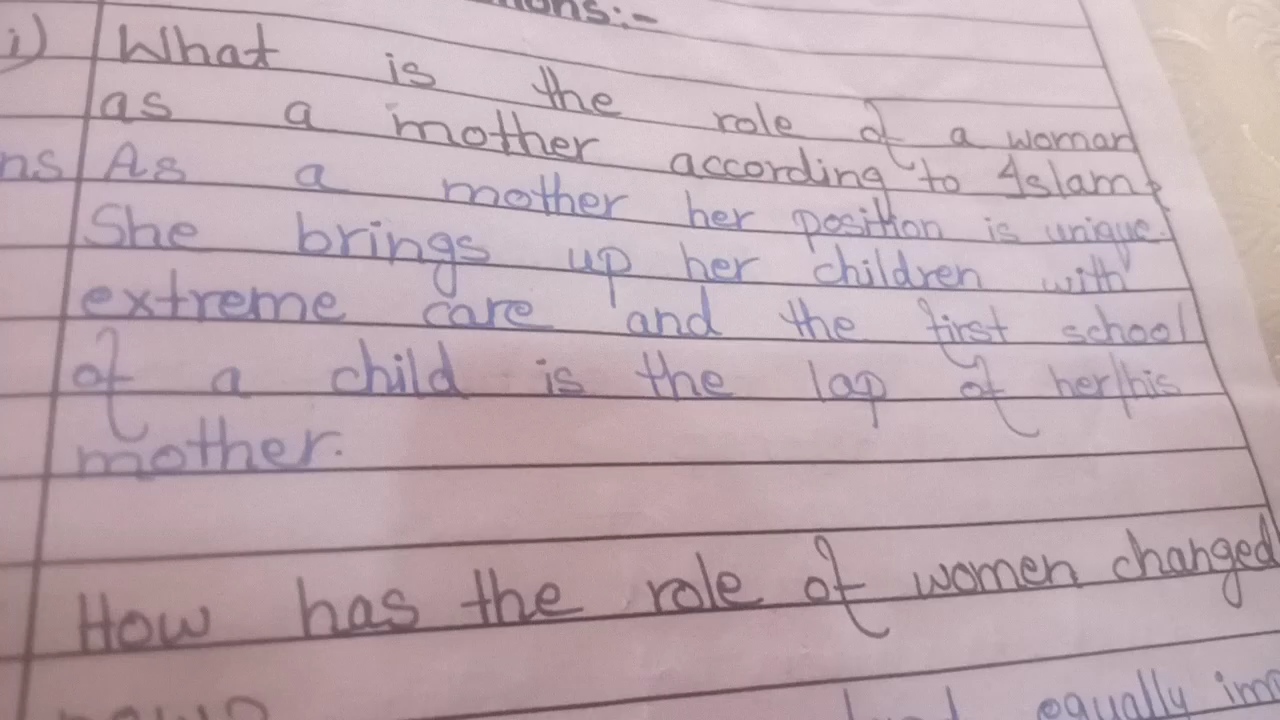 i) What is the role of a woman
as a mother according to Islam?
ns As a mother her position is unique.
She brings up her children with
extreme care and the first school
of a child is the lap of her/his
mother.
How has the role of women changed
equally